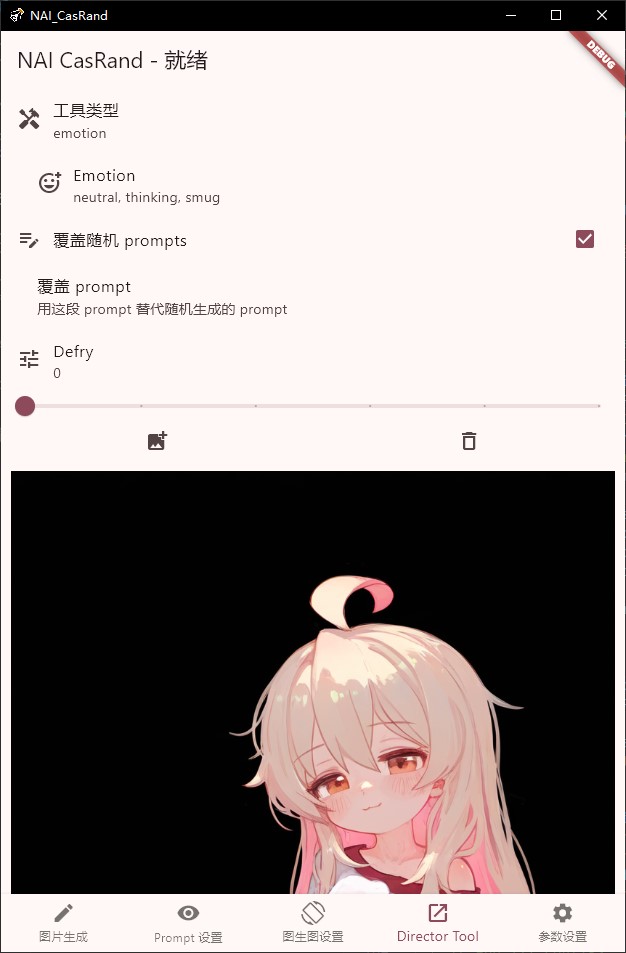 NAI_CasRand
DEBUG
NAI CasRand - 就绪
工具类型
emotion
Emotion
neutral, thinking, smug
覆盖随机 prompts
覆盖 prompt
用这段 prompt 替代随机生成的 prompt
Defry
0
图片生成
Prompt 设置
图生图设置
Director Tool
参数设置